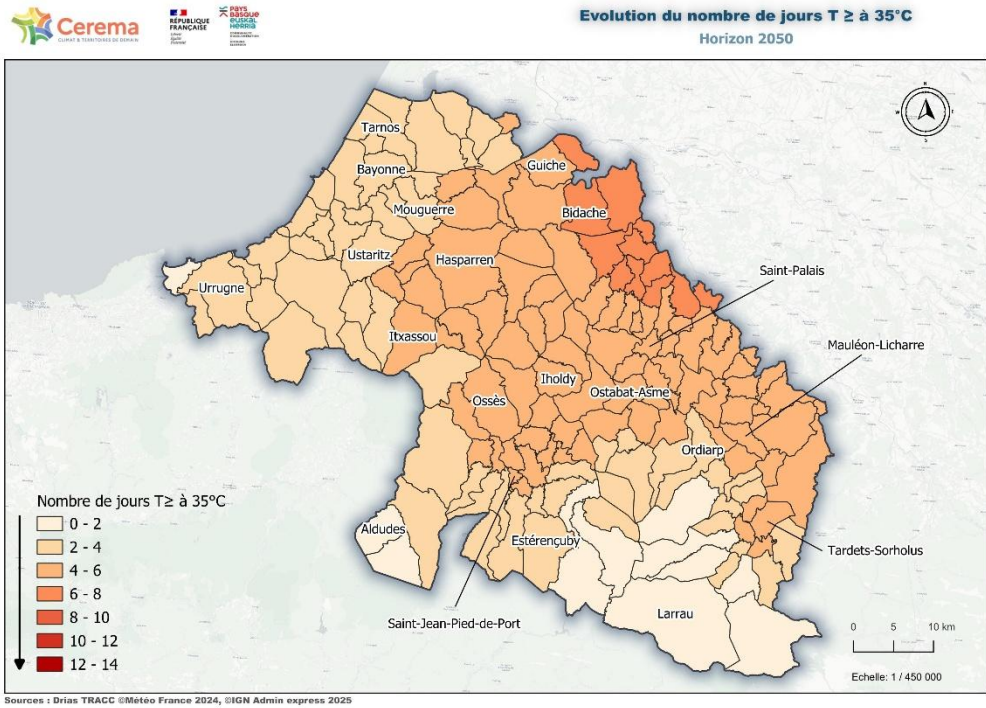 Cerema
CLIMAT & TERRITOIRES DE DEMAIN
RÉPUBLIQUE
FRANÇAISE
Liberté
Égalité
Fraternité
PAYS
BASQUE
EUSKAL
HERRIA
Evolution du nombre de jours T ≥ à 35°C
Horizon 2050
Tarnos
Bayonne
Guiche
Mouguerre
Bidache
Ustaritz
Hasparren
Saint-Palais
Urrugne
Itxassou
Mauléon-Licharre
Iholdy
Ossès
Ostabat-Asme
Ordiarp
Nombre de jours T≥ à 35°C
0 - 2
2 - 4
4 - 6
6 - 8
8 - 10
10 - 12
12 - 14
Aldudes
Estérençuby
Tardets-Sorholus
Saint-Jean-Pied-de-Port
Larrau
0 5 10 km
Echelle: 1 / 450 000
N
W
E
S
Sources : Drias TRACC ©Météo France 2024, ©IGN Admin express 2025